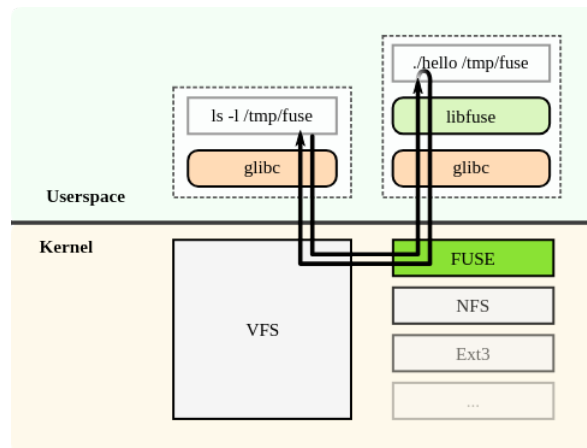 ./hello /tmp/fuse
ls -l /tmp/fuse
libfuse
glibc
glibc
Userspace
Kernel
FUSE
NFS
VFS
Ext3
...